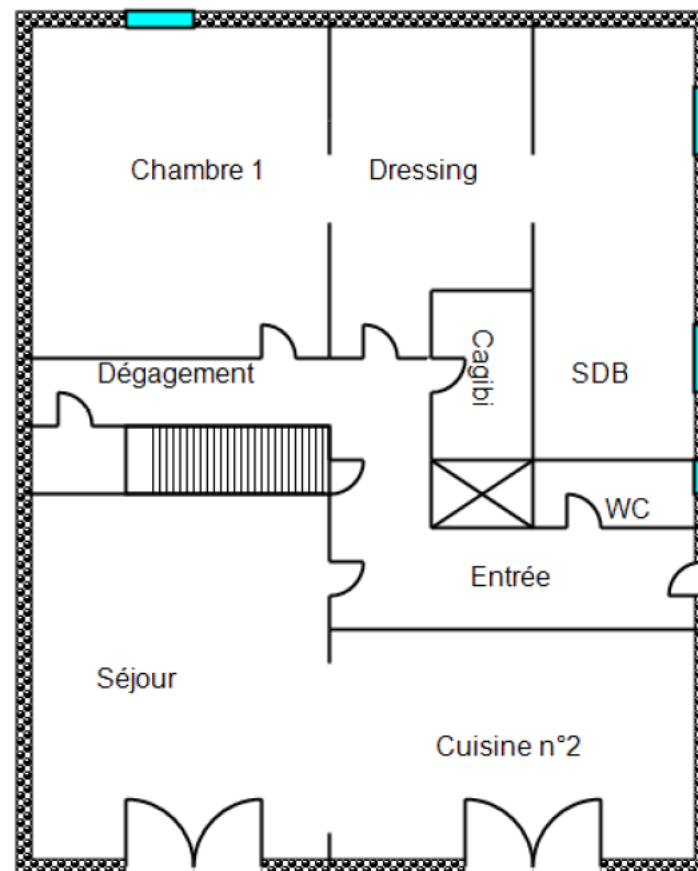 Chambre 1
Dressing
Cagibi
Dégagement
SDB
WC
Entrée
Séjour
Cuisine n°2